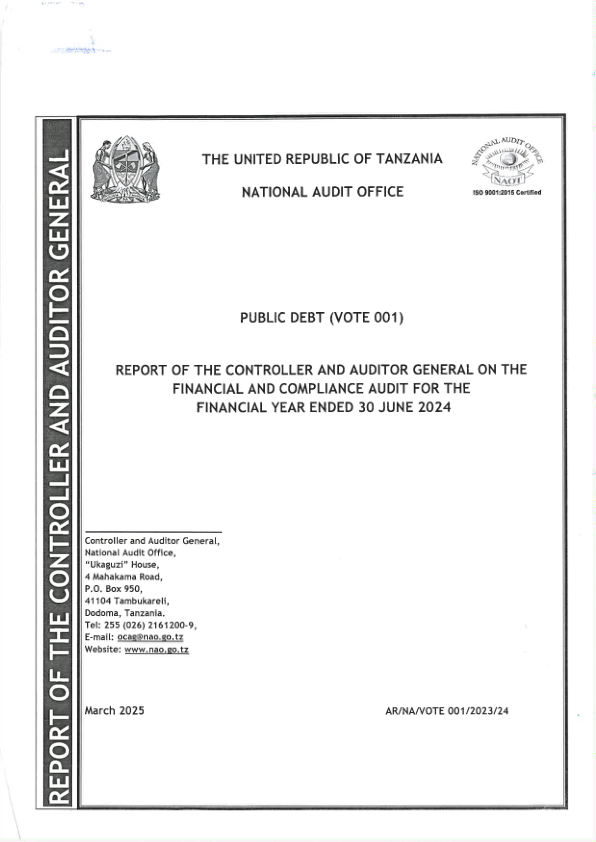 REPORT OF THE CONTROLLER AND AUDITOR GENERAL
THE UNITED REPUBLIC OF TANZANIA
NATIONAL AUDIT OFFICE
NATIONAL AUDIT OFFICE
NAOT
ISO 9001:2015 Certified
PUBLIC DEBT (VOTE 001)
REPORT OF THE CONTROLLER AND AUDITOR GENERAL ON THE
FINANCIAL AND COMPLIANCE AUDIT FOR THE
FINANCIAL YEAR ENDED 30 JUNE 2024
Controller and Auditor General,
National Audit Office,
“Ukaguzi” House,
4 Mahakama Road,
P.O. Box 950,
41104 Tambukareli,
Dodoma, Tanzania.
Tel: 255 (026) 2161200-9,
E-mail: ocag@nao.go.tz
Website: www.nao.go.tz
March 2025
AR/NA/VOTE 001/2023/24